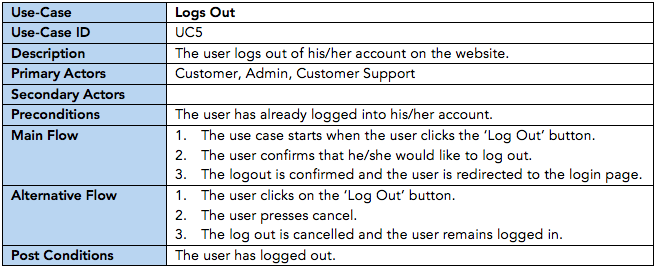 Use-Case Logs Out
Use-Case ID UC5
Description The user logs out of his/her account on the website.
Primary Actors Customer, Admin, Customer Support
Secondary Actors
Preconditions The user has already logged into his/her account.
Main Flow 1. The use case starts when the user clicks the ‘Log Out’ button.
2. The user confirms that he/she would like to log out.
3. The logout is confirmed and the user is redirected to the login page.
Alternative Flow 1. The user clicks on the ‘Log Out’ button.
2. The user presses cancel.
3. The log out is cancelled and the user remains logged in.
Post Conditions The user has logged out.